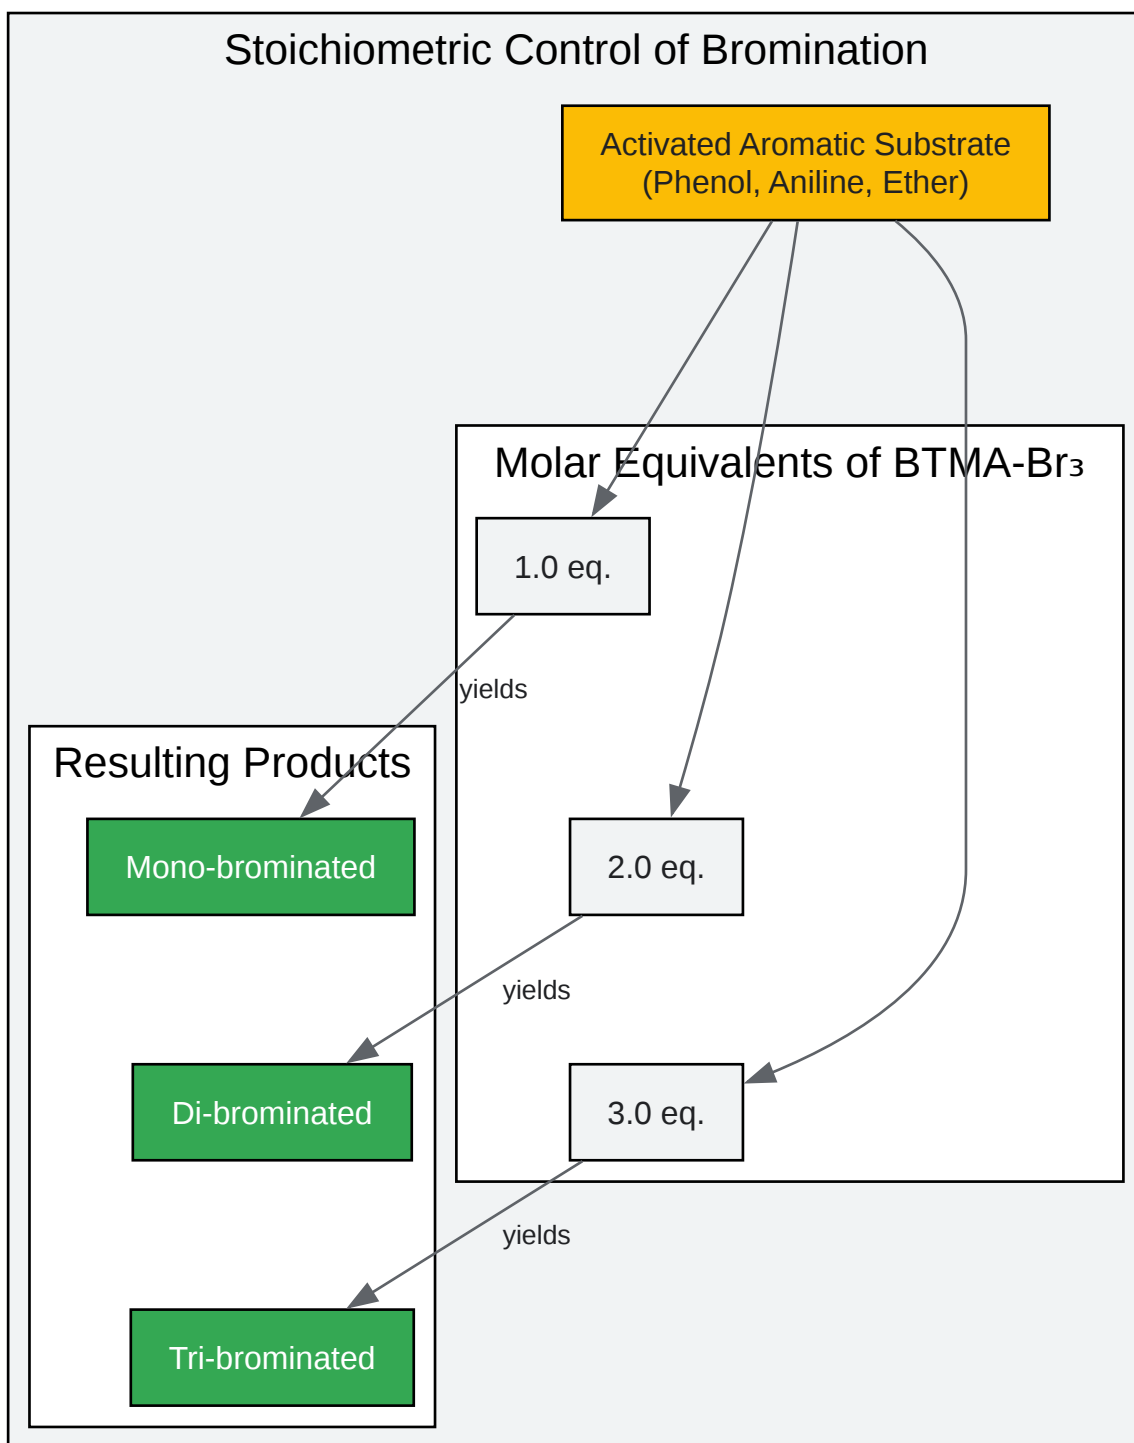 Stoichiometric Control of Bromination
Activated Aromatic Substrate
(Phenol, Aniline, Ether)
Molar Equivalents of BTMA-Br₃
1.0 eq.
yields
Resulting Products
Mono-brominated
2.0 eq.
yields
Di-brominated
3.0 eq.
yields
Tri-brominated